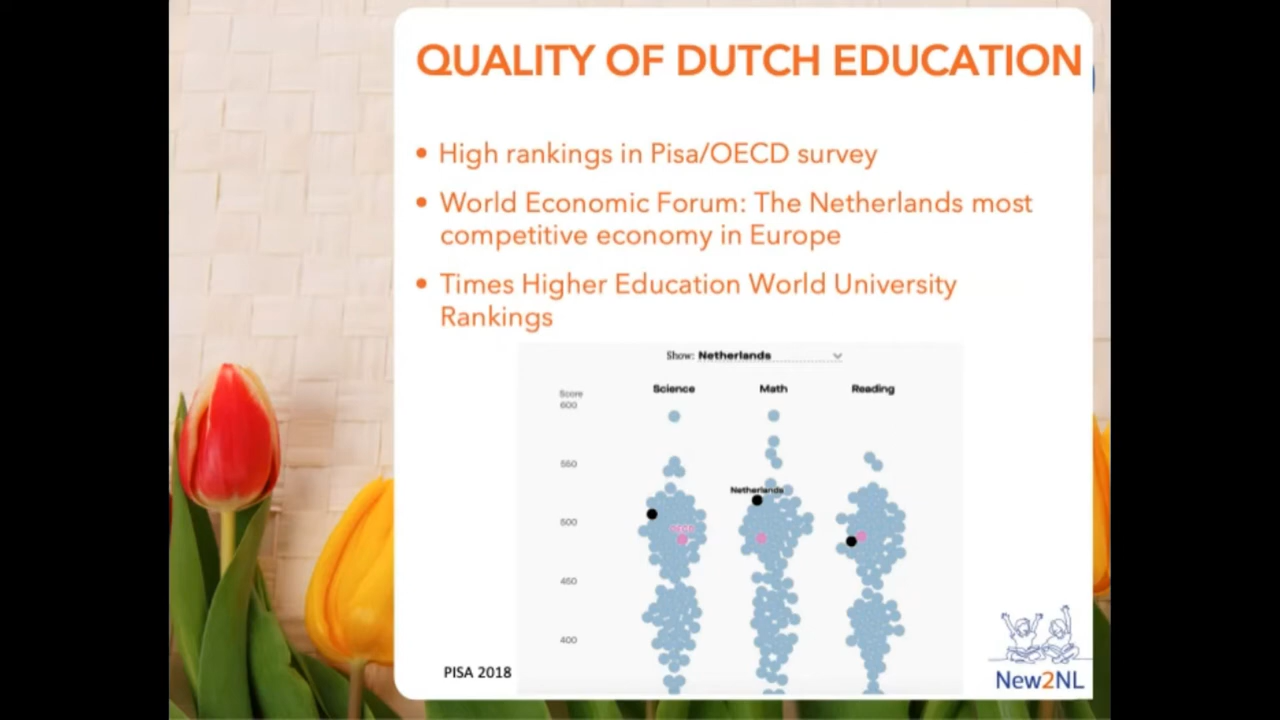 QUALITY OF DUTCH EDUCATION
• High rankings in Pisa/OECD survey
• World Economic Forum: The Netherlands most
competitive economy in Europe
• Times Higher Education World University
Rankings
Show: Netherlands
Science Math Reading
Score
600
550
Netherlands
500
OECD
450
400
PISA 2018
New2NL